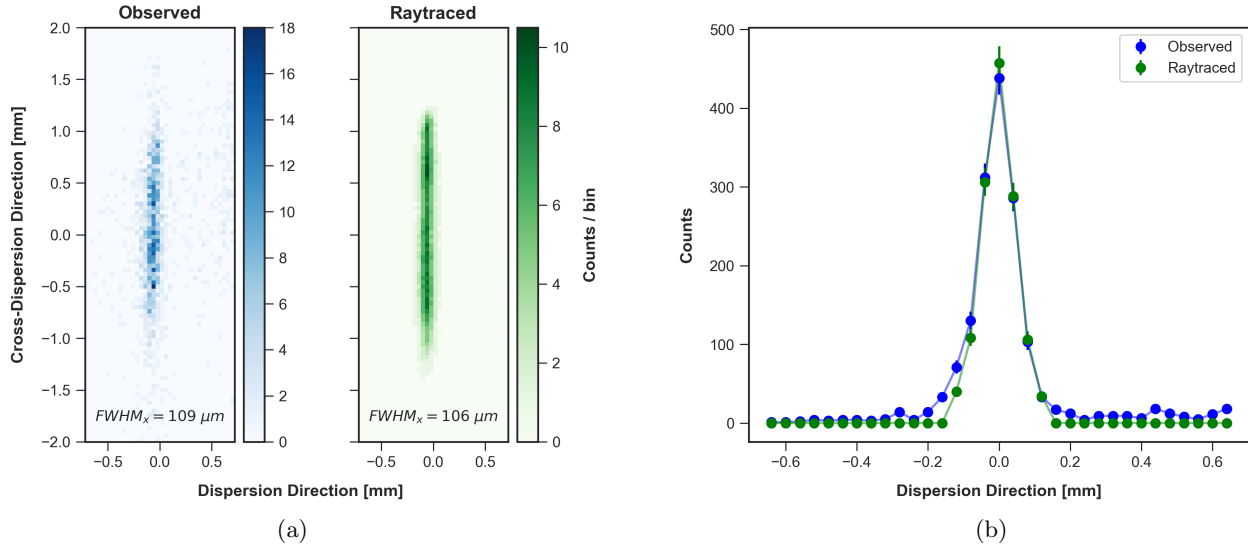 Observed
Raytraced
2.0
1.5
1.0
0.5
0.0
−0.5
−1.0
−1.5
−2.0
Cross-Dispersion Direction [mm]
FWHMₓ = 109 μm
−0.5 0.0 0.5
18
16
14
12
10
8
6
4
2
0
FWHMₓ = 106 μm
−0.5 0.0 0.5
10
8
6
4
2
0
Counts / bin
Dispersion Direction [mm]
(a)
500
400
300
200
100
0
Counts
Observed
Raytraced
−0.6 −0.4 −0.2 0.0 0.2 0.4 0.6
Dispersion Direction [mm]
(b)